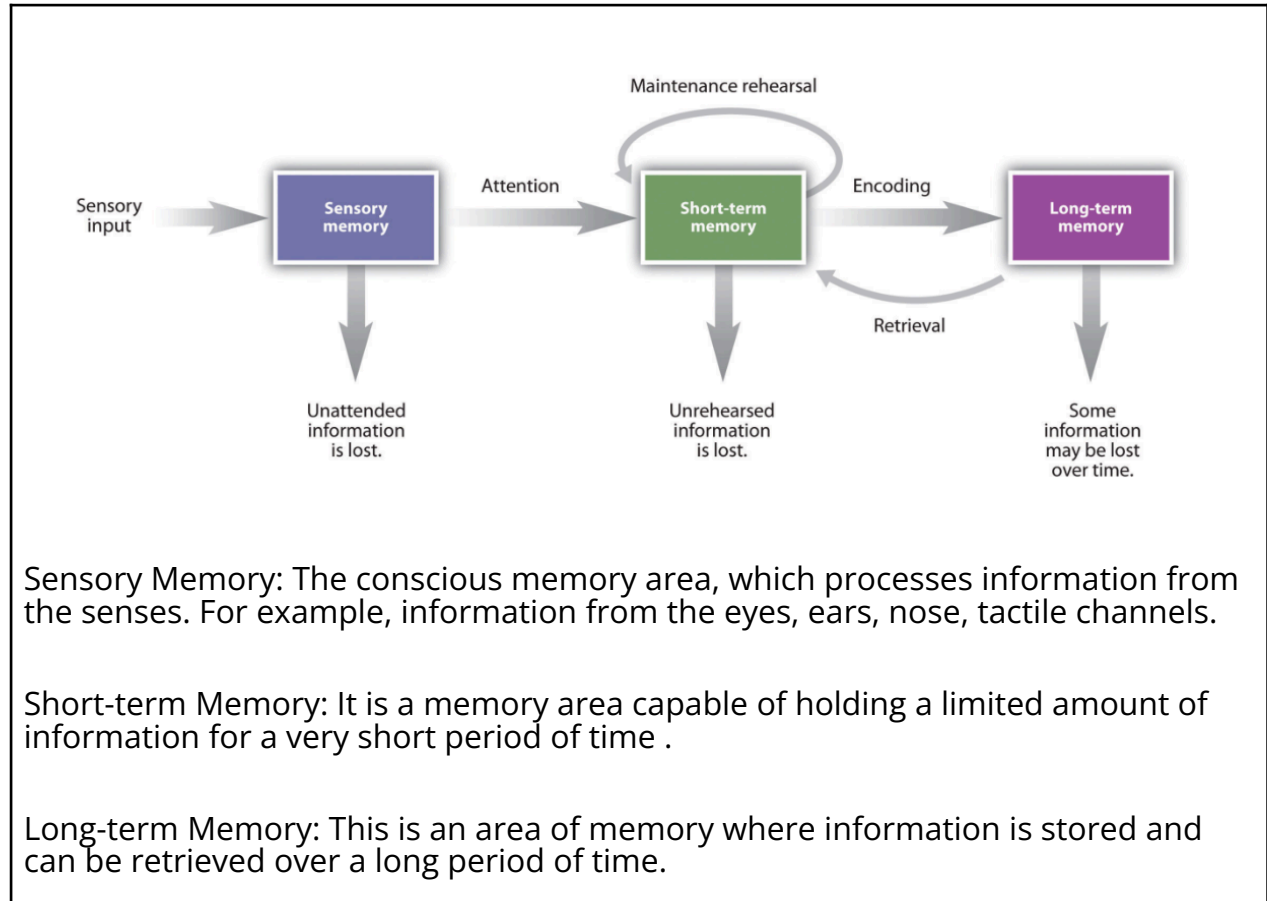 Maintenance rehearsal
Sensory
input
Sensory
memory
Attention
Short-term
memory
Encoding
Long-term
memory
Retrieval
Unattended
information
is lost.
Unrehearsed
information
is lost.
Some
information
may be lost
over time.
Sensory Memory: The conscious memory area, which processes information from
the senses. For example, information from the eyes, ears, nose, tactile channels.
Short-term Memory: It is a memory area capable of holding a limited amount of
information for a very short period of time .
Long-term Memory: This is an area of memory where information is stored and
can be retrieved over a long period of time.